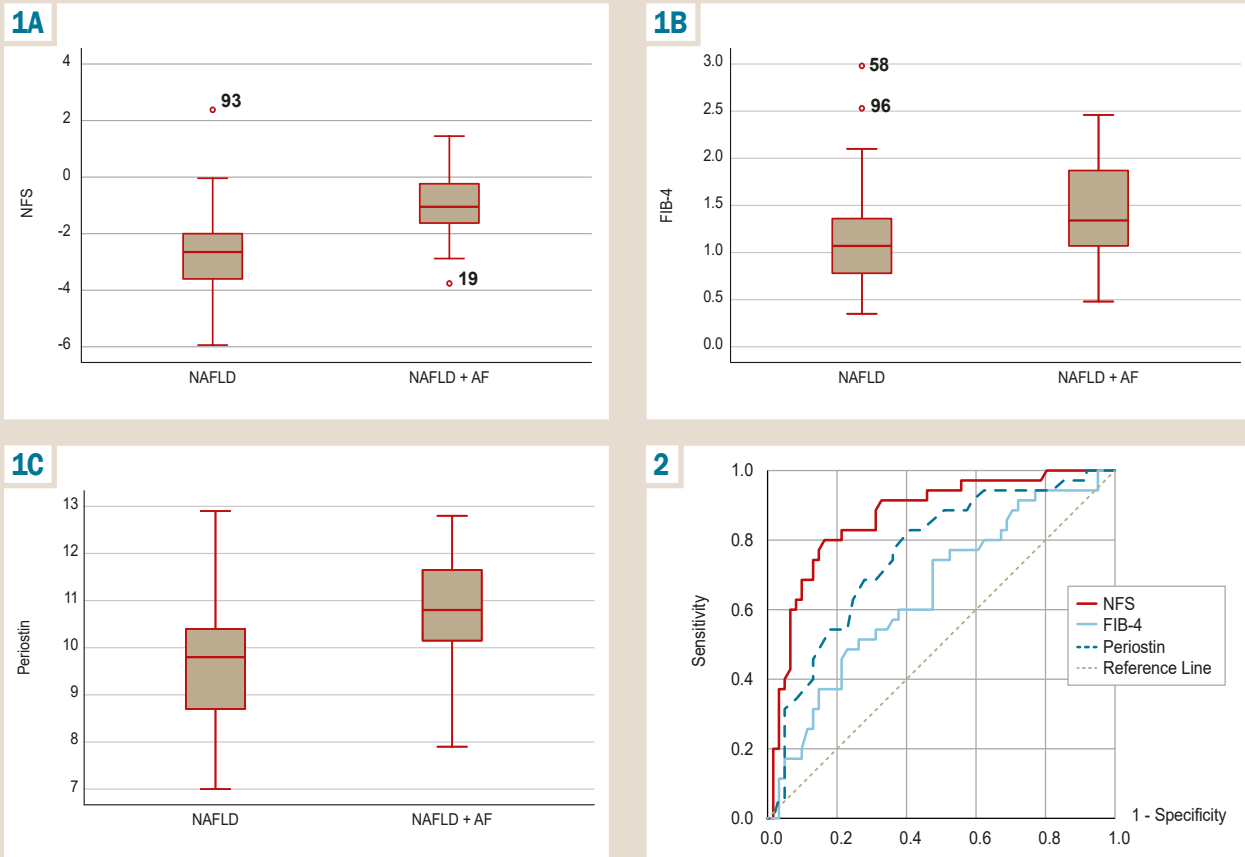 1A
4
2
0
-2
-4
-6
NFS
93
19
NAFLD
NAFLD + AF
1B
3.0
2.5
2.0
1.5
1.0
0.5
0.0
FIB-4
58
96
NAFLD
NAFLD + AF
1C
13
12
11
10
9
8
7
Periostin
NAFLD
NAFLD + AF
2
1.0
0.8
0.6
0.4
0.2
0.0
Sensitivity
NFS
FIB-4
Periostin
Reference Line
1 - Specificity
0.0 0.2 0.4 0.6 0.8 1.0